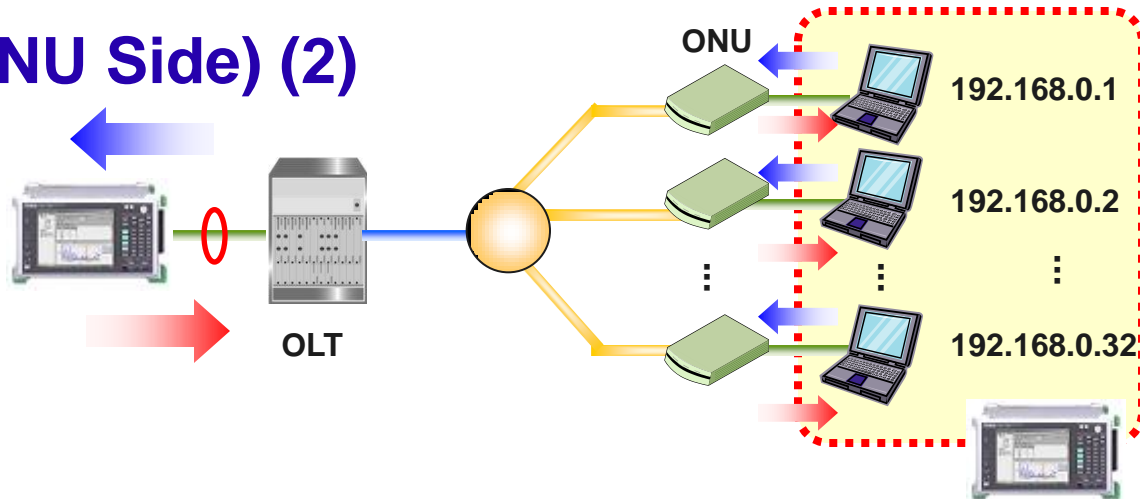 NU Side) (2)
ONU
192.168.0.1
192.168.0.2
⋮ ⋮ ⋮
OLT
192.168.0.32